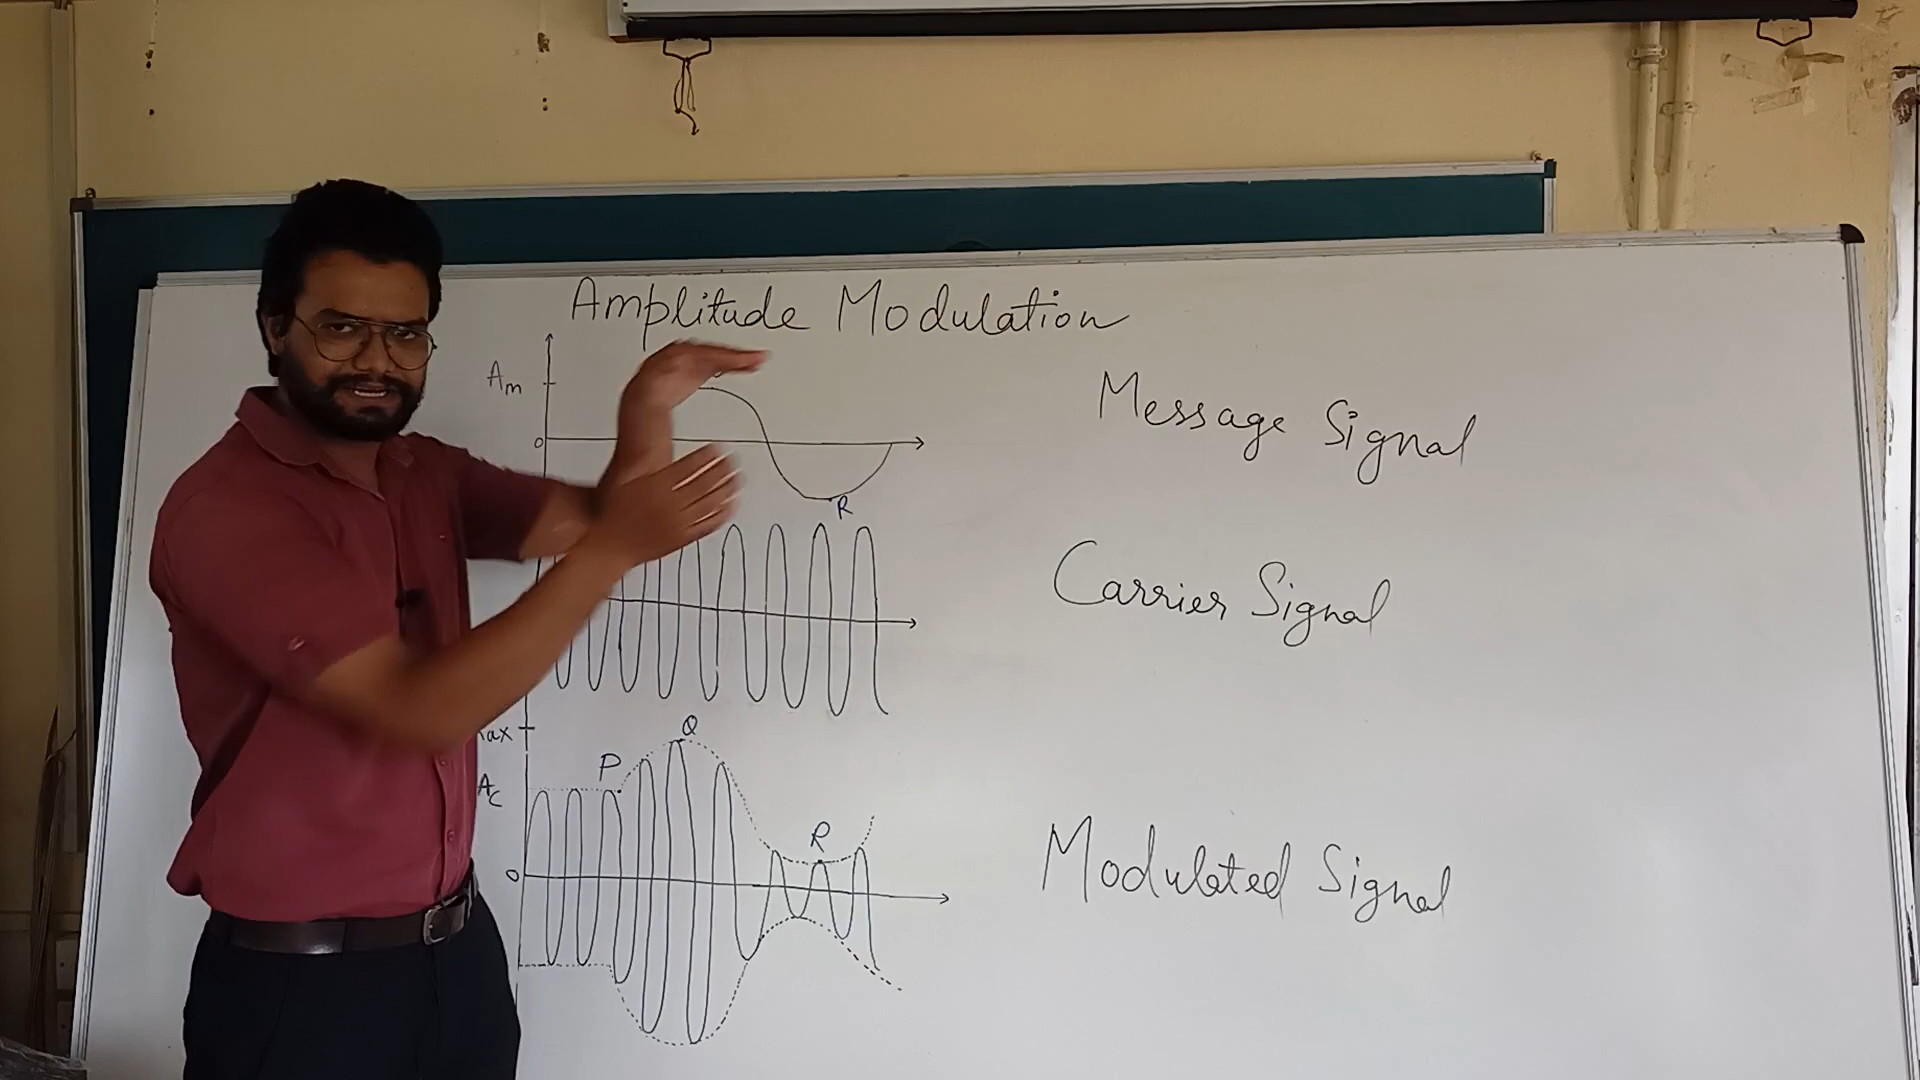 Amplitude Modulation
Am
0
R
Message Signal
Carrier Signal
Q
P
Ac
R
0
Modulated Signal